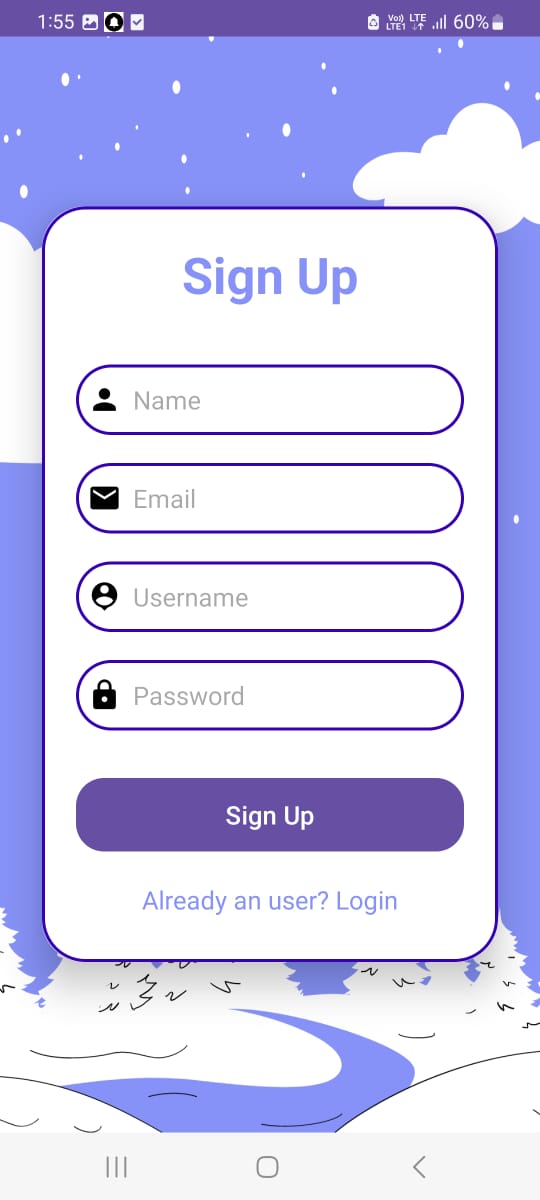 1:55 Vo)) LTE1 LTE 60%
Sign Up
Name
Email
Username
Password
Sign Up
Already an user? Login